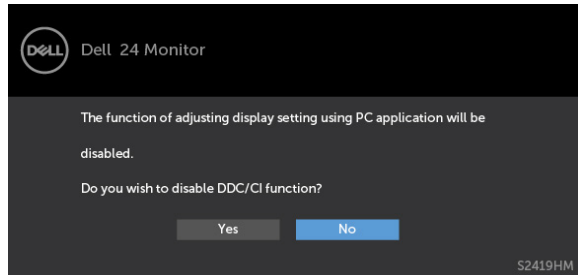 DELL
Dell 24 Monitor
The function of adjusting display setting using PC application will be
disabled.
Do you wish to disable DDC/CI function?
Yes
No
S2419HM